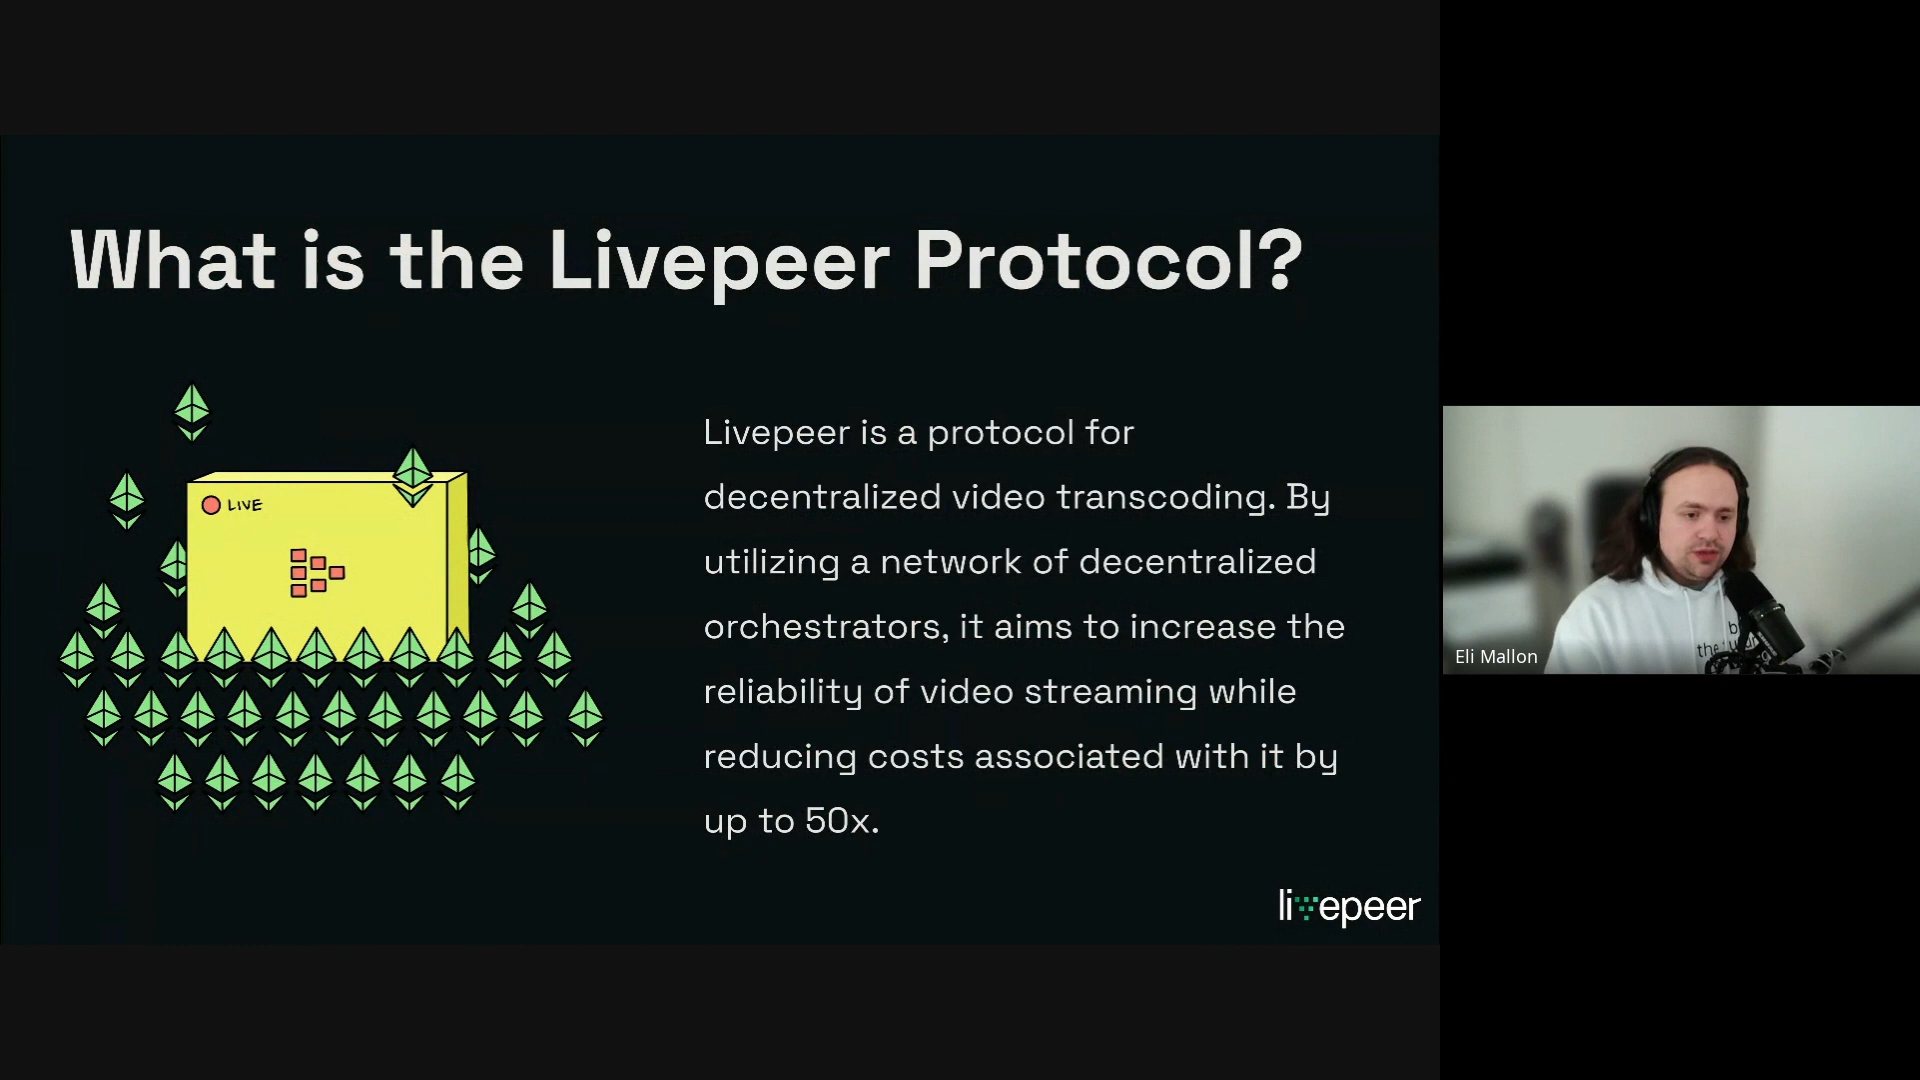 What is the Livepeer Protocol?
LIVE
Livepeer is a protocol for
decentralized video transcoding. By
utilizing a network of decentralized
orchestrators, it aims to increase the
reliability of video streaming while
reducing costs associated with it by
up to 50x.
livepeer
Eli Mallon